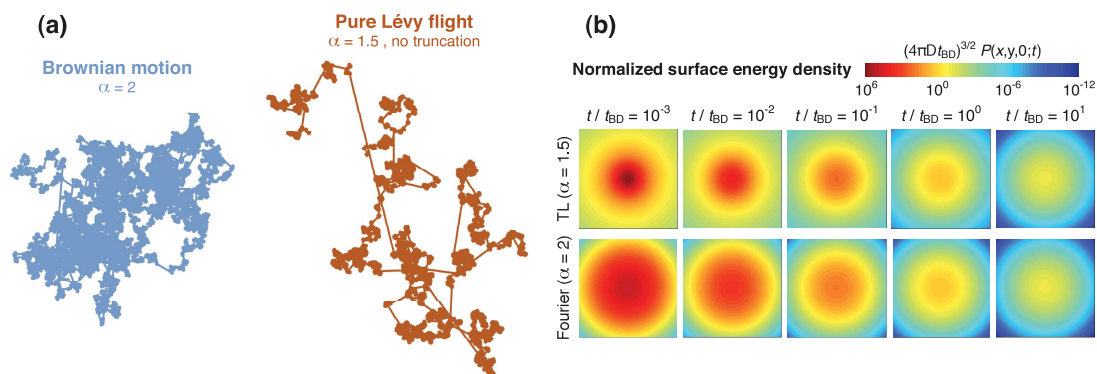 (a)
Brownian motion
α = 2
Pure Lévy flight
α = 1.5 , no truncation
(b)
Normalized surface energy density
(4πDt_BD)^3/2 P(x,y,0;t)
10^6 10^0 10^-6 10^-12
t / t_BD = 10^-3 t / t_BD = 10^-2 t / t_BD = 10^-1 t / t_BD = 10^0 t / t_BD = 10^1
TL (α = 1.5)
Fourier (α = 2)